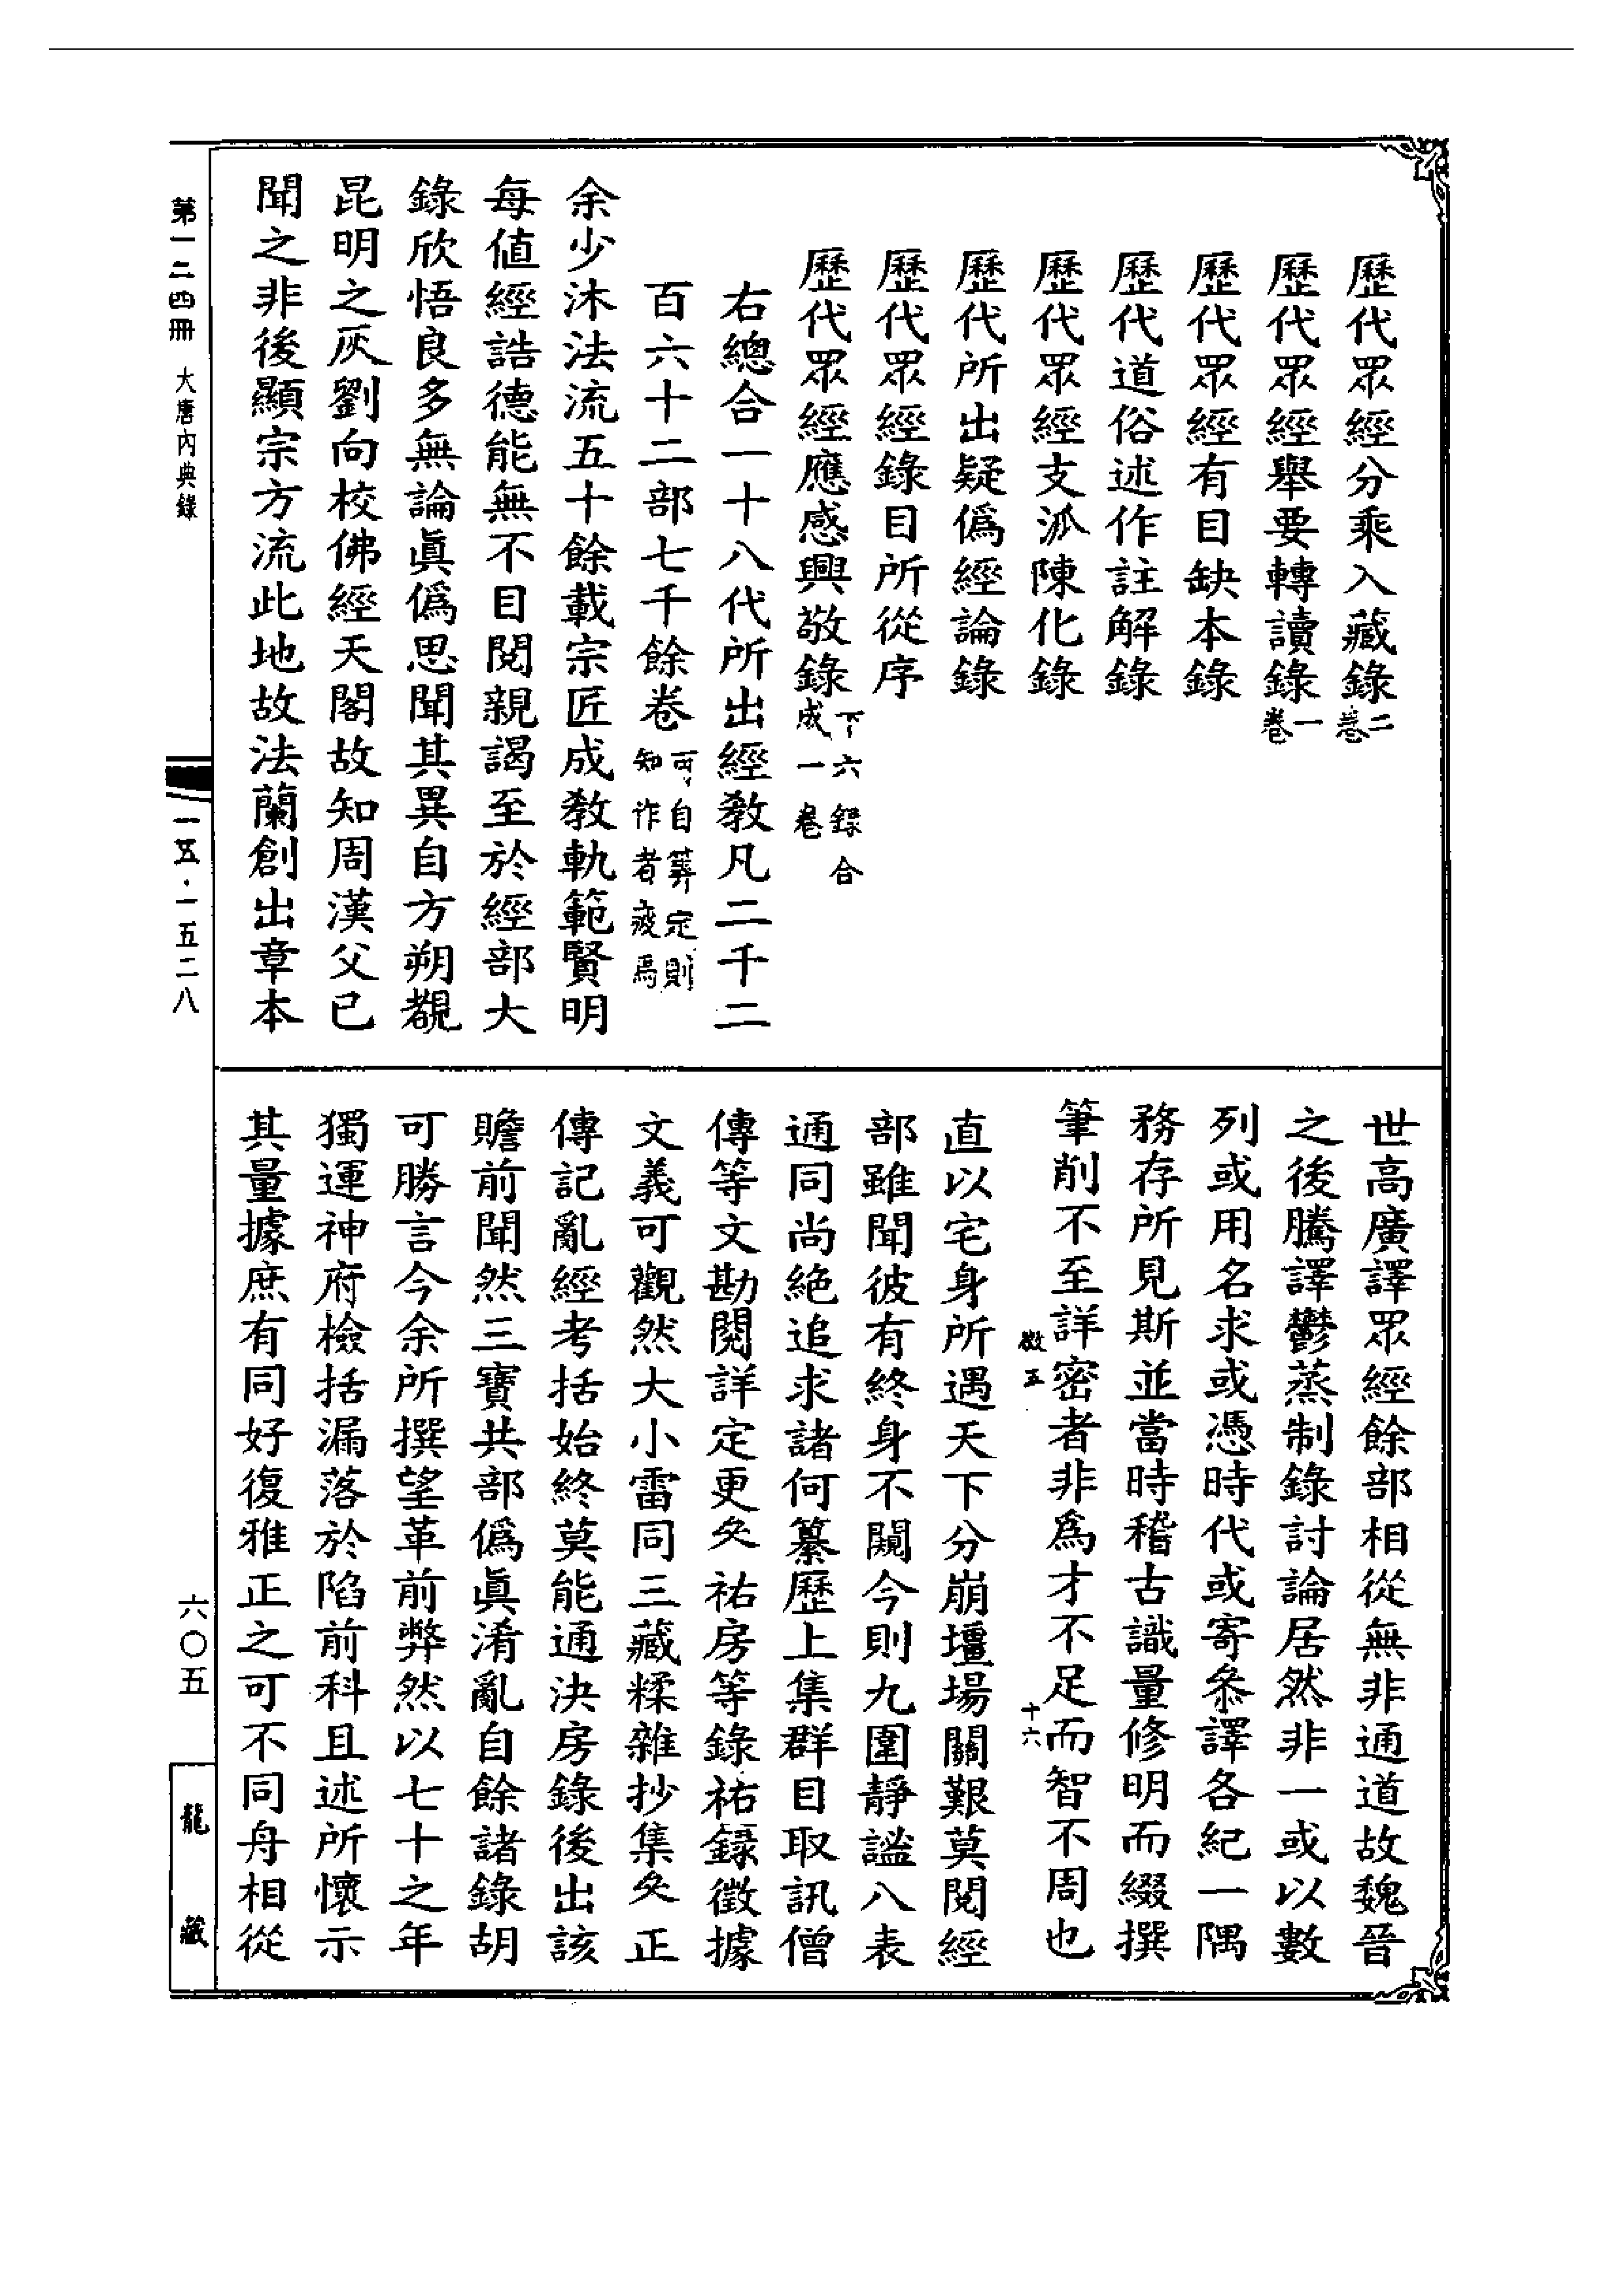 歷代眾經分乘入藏錄二卷
歷代眾經舉要轉讀錄一卷
歷代眾經有目缺本錄
歷代道俗述作註解錄
歷代眾經支派陳化錄
歷代所出疑偽經論錄
歷代眾經錄目所從序
歷代眾經應感興敬錄下六錄合成一卷
右總合一十八代所出經教凡二千二
百六十二部七千餘卷可自筭定則知作者疲焉
余少沐法流五十餘載宗匠成教軌範賢明
每值經誥德能無不目閱親謁至於經部大
錄欣悟良多無論眞偽思聞其異自方朔覩
昆明之灰劉向校佛經天閣故知周漢父已
聞之非後顯宗方流此地故法蘭創出章本
世高廣譯眾經餘部相從無非通道故魏晉
之後騰譯鬱蒸制錄討論居然非一或以數
列或用名求或憑時代或寄叅譯各紀一隅
務存所見斯並當時稽古識量修明而綴撰
筆削不至詳密者非爲才不足而智不周也
微五 十六
直以宅身所遇天下分崩壃場關艱莫閱經
部雖聞彼有終身不闚今則九圍靜謐八表
通同尚絕追求諸何纂歷上集群目取訊僧
傳等文勘閱詳定更夊祐房等錄祐錄徵據
文義可觀然大小雷同三藏糅雜抄集夊正
傳記亂經考括始終莫能通決房錄後出該
贍前聞然三寶共部偽眞淆亂自餘諸錄胡
可勝言今余所撰望革前弊然以七十之年
獨運神府檢括漏落於陷前科且述所懷示
其量據庶有同好復雅正之可不同舟相從
第一二四冊 大唐內典錄
一五·一五二八
六〇五
龍藏